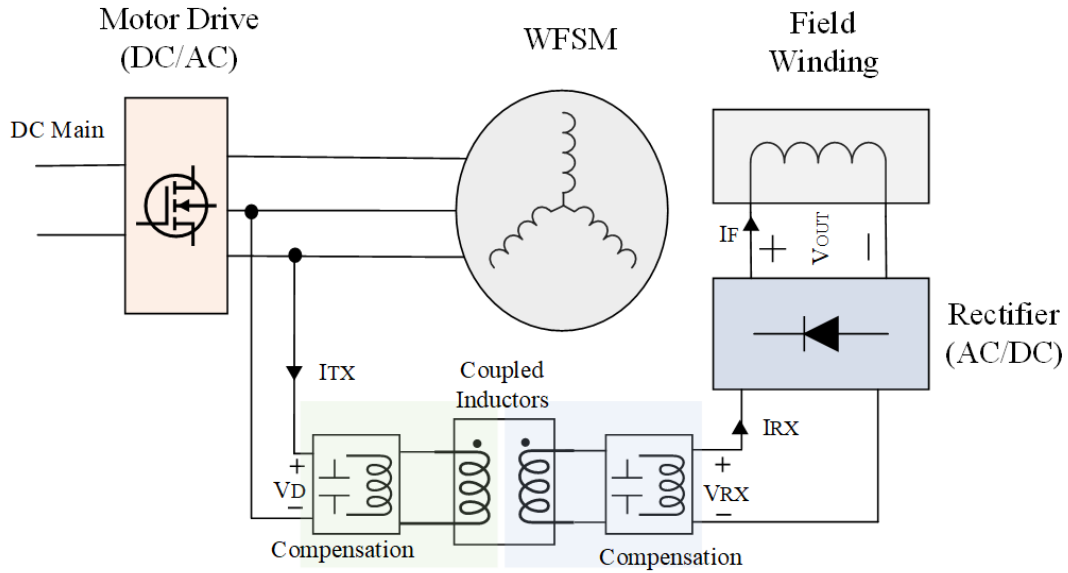 Motor Drive
(DC/AC)
WFSM
Field
Winding
DC Main
IF
+
VOUT
−
Rectifier
(AC/DC)
ITX
Coupled
Inductors
IRX
+
VD
−
+
VRX
−
Compensation
Compensation